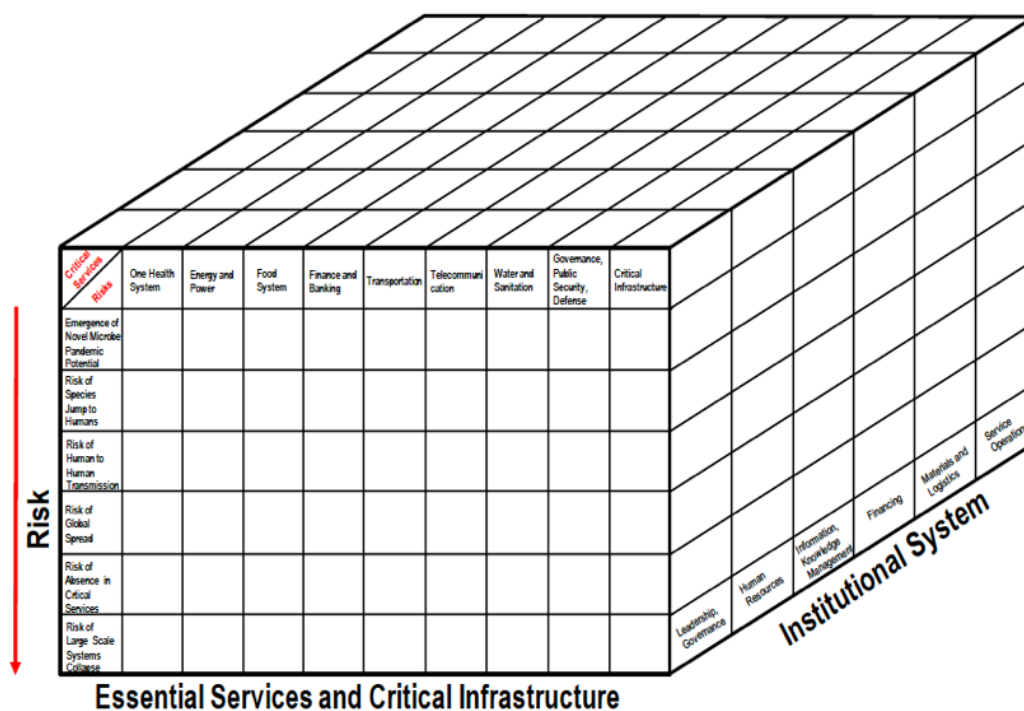 Critical
Services
Risks
One Health
System
Energy and
Power
Food
System
Finance and
Banking
Transportation
Telecommuni
cation
Water and
Sanitation
Governance,
Public
Security,
Defense
Critical
Infrastructure
Emergence of
Novel Microbe
Pandemic
Potential
Risk of
Species
Jump to
Humans
Risk of
Human to
Human
Transmission
Risk of
Global
Spread
Risk of
Absence in
Crtical
Services
Risk of
Large Scale
Systems
Collapse
Risk
Leadership,
Governance
Human
Resources
Information,
Knowledge
Management
Financing
Materials and
Logistics
Service
Operation
Institutional System
Essential Services and Critical Infrastructure